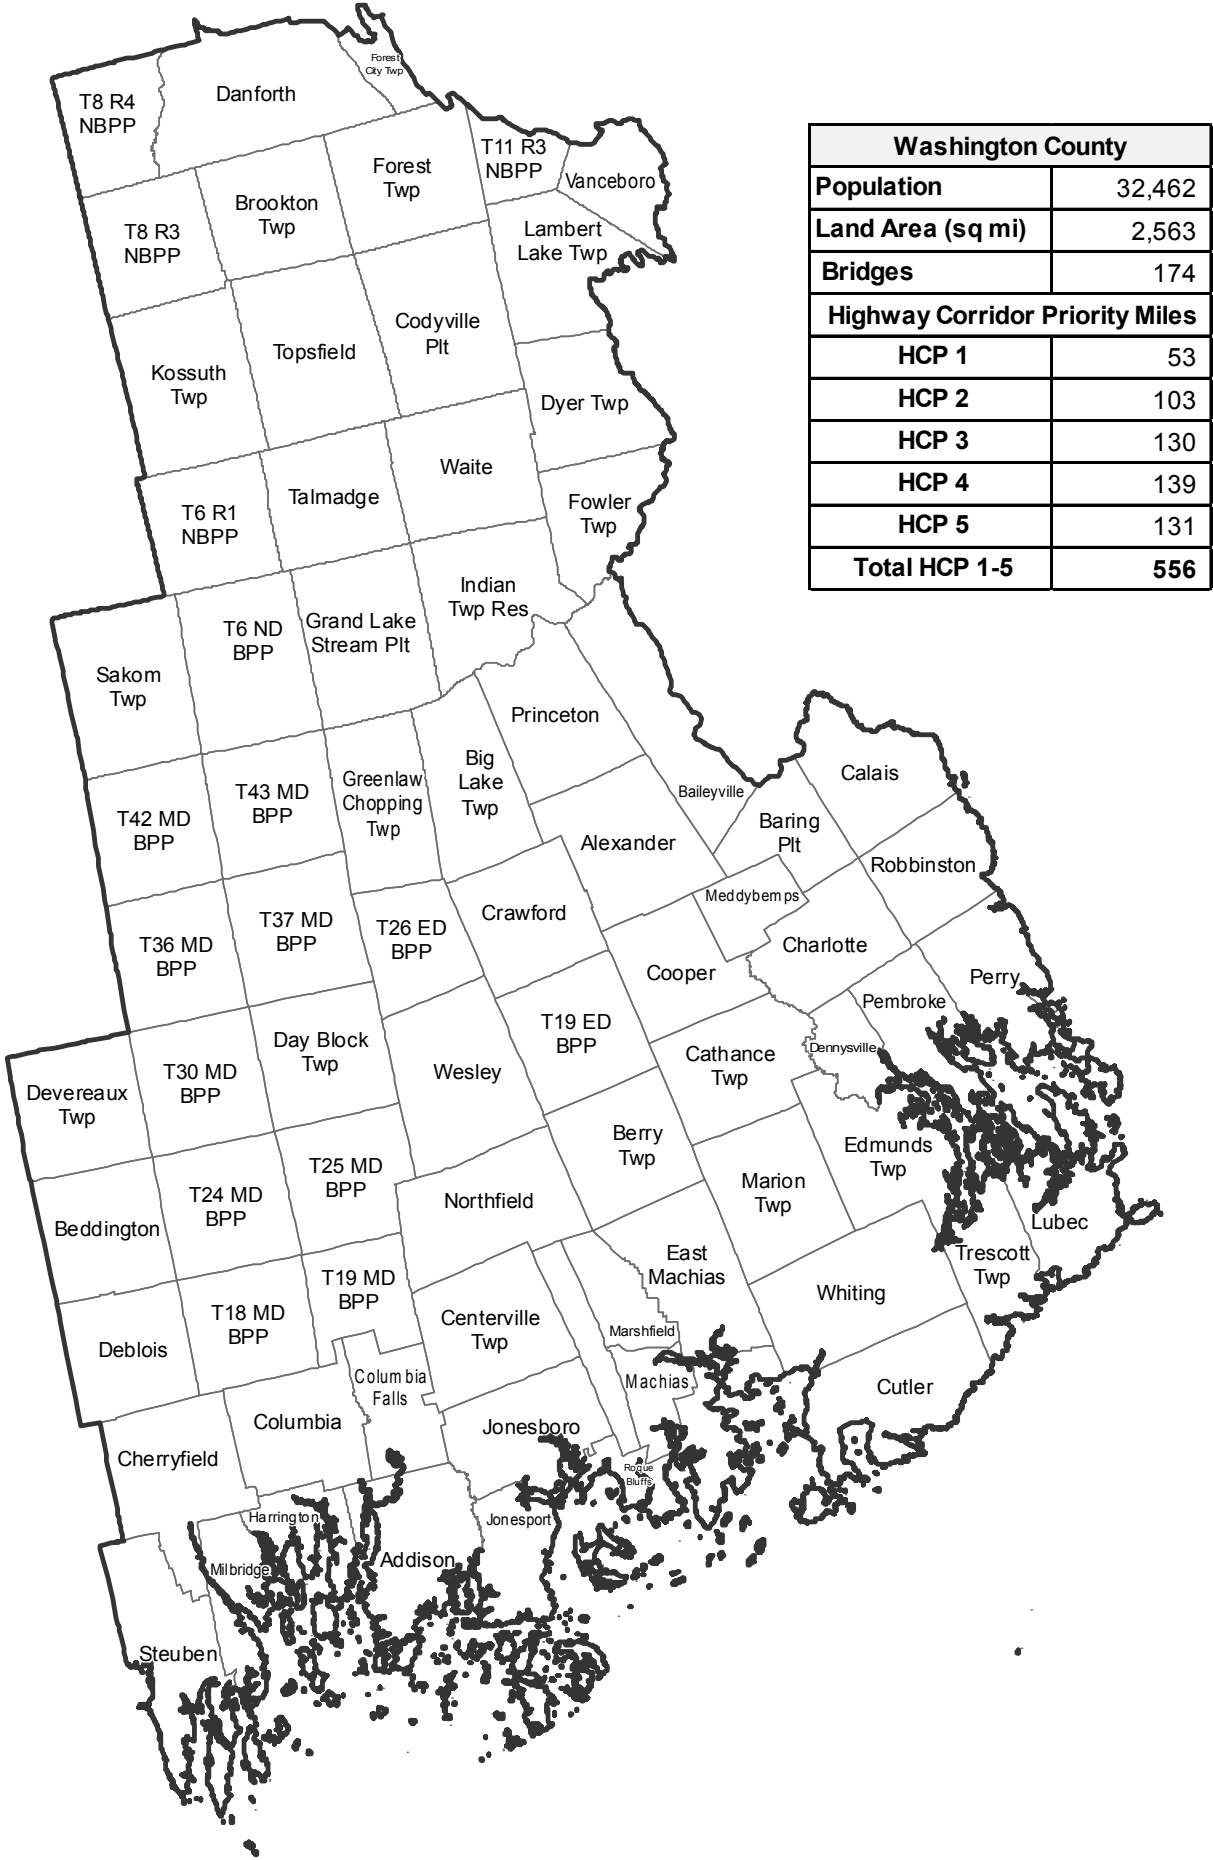 Forest
City Twp
Danforth
T8 R4
NBPP
T11 R3
NBPP
Vanceboro
Forest
Twp
Brookton
Twp
T8 R3
NBPP
Lambert
Lake Twp
Codyville
Plt
Topsfield
Kossuth
Twp
Dyer Twp
Waite
Talmadge
T6 R1
NBPP
Fowler
Twp
Indian
Twp Res
Grand Lake
Stream Plt
T6 ND
BPP
Sakom
Twp
Princeton
Big
Lake
Twp
Greenlaw
Chopping
Twp
T43 MD
BPP
T42 MD
BPP
Baileyville
Calais
Baring
Plt
Alexander
Robbinston
Meddybemps
Crawford
T26 ED
BPP
T37 MD
BPP
T36 MD
BPP
Charlotte
Cooper
Perry
Pembroke
Dennysville
T19 ED
BPP
Cathance
Twp
Day Block
Twp
Wesley
T30 MD
BPP
Devereaux
Twp
Berry
Twp
Edmunds
Twp
Marion
Twp
T25 MD
BPP
T24 MD
BPP
Northfield
Beddington
Lubec
Trescott
Twp
East
Machias
Whiting
T19 MD
BPP
T18 MD
BPP
Centerville
Twp
Marshfield
Deblois
Columbia
Falls
Machias
Cutler
Columbia
Jonesboro
Cherryfield
Roque
Bluffs
Harrington
Jonesport
Addison
Milbridge
Steuben
Washington County
Population 32,462
Land Area (sq mi) 2,563
Bridges 174
Highway Corridor Priority Miles
HCP 1 53
HCP 2 103
HCP 3 130
HCP 4 139
HCP 5 131
Total HCP 1-5 556